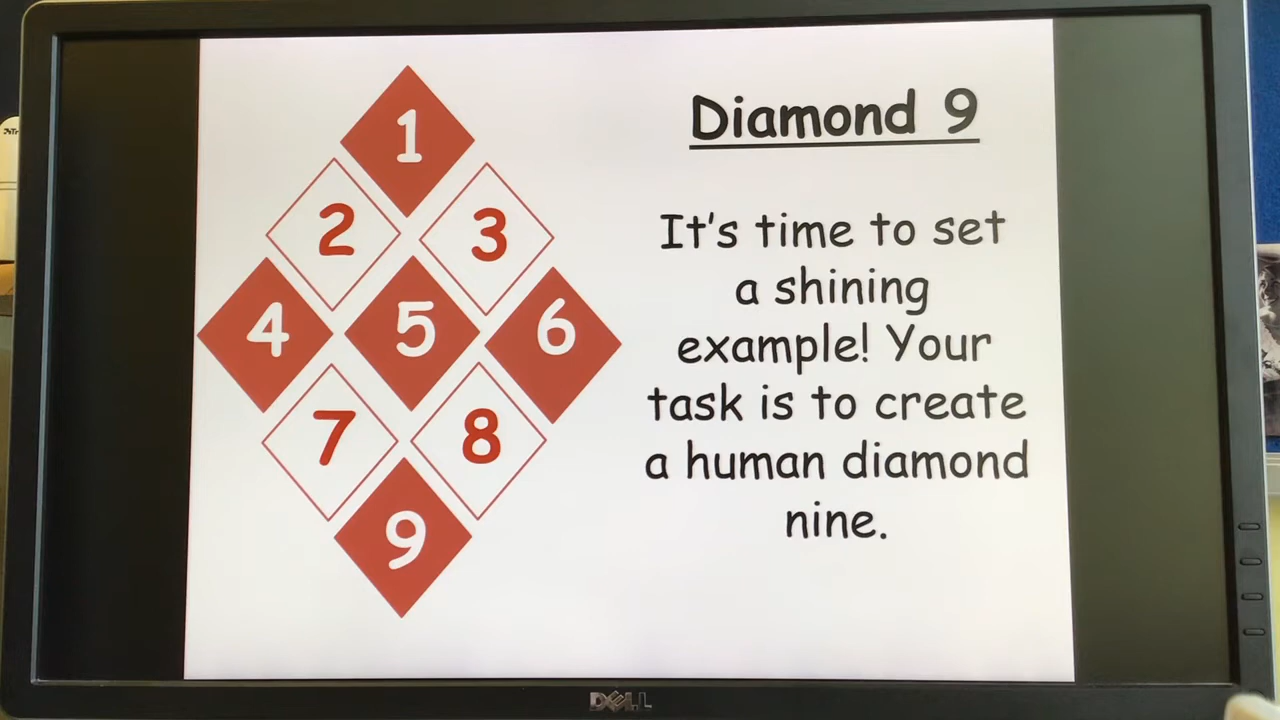 Diamond 9
1
2 3
4 5 6
7 8
9
It's time to set
a shining
example! Your
task is to create
a human diamond
nine.
DELL